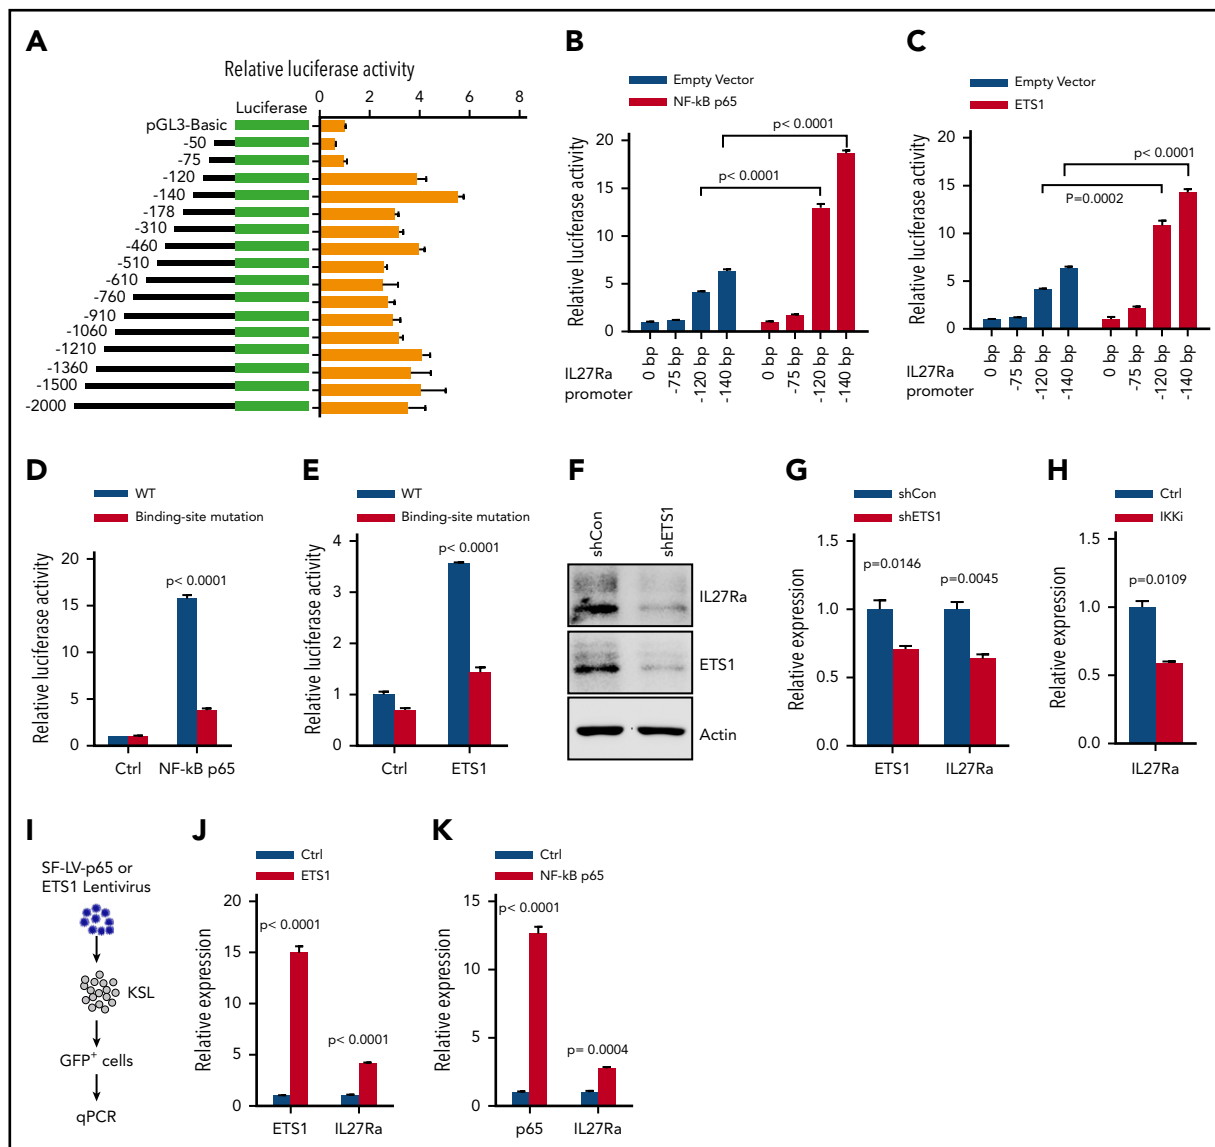 A
Relative luciferase activity
Luciferase
0 2 4 6 8
pGL3-Basic
-50
-75
-120
-140
-178
-310
-460
-510
-610
-760
-910
-1060
-1210
-1360
-1500
-2000
B
Empty Vector
NF-kB p65
Relative luciferase activity
20
15
10
5
0
p< 0.0001
p< 0.0001
0 bp
-75 bp
-120 bp
-140 bp
0 bp
-75 bp
-120 bp
-140 bp
IL27Ra
promoter
C
Empty Vector
ETS1
Relative luciferase activity
20
15
10
5
0
p< 0.0001
P=0.0002
0 bp
-75 bp
-120 bp
-140 bp
0 bp
-75 bp
-120 bp
-140 bp
IL27Ra
promoter
D
WT
Binding-site mutation
Relative luciferase activity
20
15
10
5
0
p< 0.0001
Ctrl NF-kB p65
E
WT
Binding-site mutation
Relative luciferase activity
4
3
2
1
0
p< 0.0001
Ctrl ETS1
F
shCon
shETS1
IL27Ra
ETS1
Actin
G
shCon
shETS1
Relative expression
1.5
1.0
0.5
0.0
p=0.0146
p=0.0045
ETS1 IL27Ra
H
Ctrl
IKKi
Relative expression
1.5
1.0
0.5
0.0
p=0.0109
IL27Ra
I
SF-LV-p65 or
ETS1 Lentivirus
KSL
GFP+ cells
qPCR
J
Ctrl
ETS1
Relative expression
20
15
10
5
0
p< 0.0001
p< 0.0001
ETS1 IL27Ra
K
Ctrl
NF-kB p65
Relative expression
15
10
5
0
p< 0.0001
p= 0.0004
p65 IL27Ra